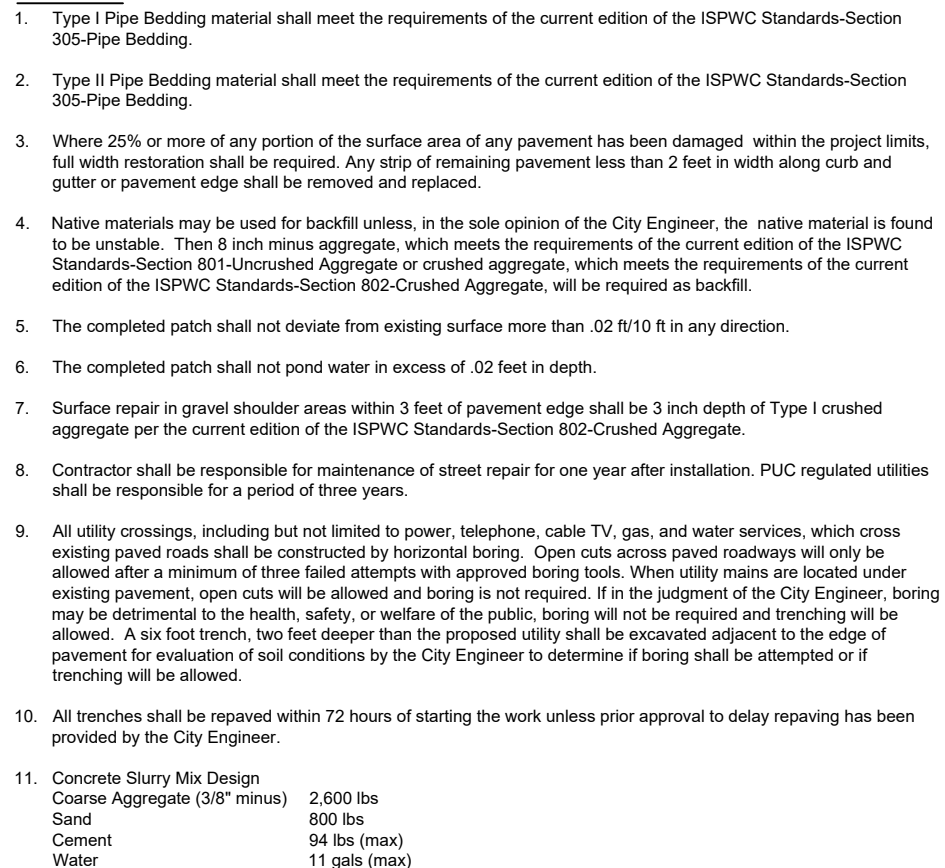 1. Type I Pipe Bedding material shall meet the requirements of the current edition of the ISPWC Standards-Section
305-Pipe Bedding.
2. Type II Pipe Bedding material shall meet the requirements of the current edition of the ISPWC Standards-Section
305-Pipe Bedding.
3. Where 25% or more of any portion of the surface area of any pavement has been damaged within the project limits,
full width restoration shall be required. Any strip of remaining pavement less than 2 feet in width along curb and
gutter or pavement edge shall be removed and replaced.
4. Native materials may be used for backfill unless, in the sole opinion of the City Engineer, the native material is found
to be unstable. Then 8 inch minus aggregate, which meets the requirements of the current edition of the ISPWC
Standards-Section 801-Uncrushed Aggregate or crushed aggregate, which meets the requirements of the current
edition of the ISPWC Standards-Section 802-Crushed Aggregate, will be required as backfill.
5. The completed patch shall not deviate from existing surface more than .02 ft/10 ft in any direction.
6. The completed patch shall not pond water in excess of .02 feet in depth.
7. Surface repair in gravel shoulder areas within 3 feet of pavement edge shall be 3 inch depth of Type I crushed
aggregate per the current edition of the ISPWC Standards-Section 802-Crushed Aggregate.
8. Contractor shall be responsible for maintenance of street repair for one year after installation. PUC regulated utilities
shall be responsible for a period of three years.
9. All utility crossings, including but not limited to power, telephone, cable TV, gas, and water services, which cross
existing paved roads shall be constructed by horizontal boring. Open cuts across paved roadways will only be
allowed after a minimum of three failed attempts with approved boring tools. When utility mains are located under
existing pavement, open cuts will be allowed and boring is not required. If in the judgment of the City Engineer, boring
may be detrimental to the health, safety, or welfare of the public, boring will not be required and trenching will be
allowed. A six foot trench, two feet deeper than the proposed utility shall be excavated adjacent to the edge of
pavement for evaluation of soil conditions by the City Engineer to determine if boring shall be attempted or if
trenching will be allowed.
10. All trenches shall be repaved within 72 hours of starting the work unless prior approval to delay repaving has been
provided by the City Engineer.
11. Concrete Slurry Mix Design
Coarse Aggregate (3/8" minus) 2,600 lbs
Sand 800 lbs
Cement 94 lbs (max)
Water 11 gals (max)